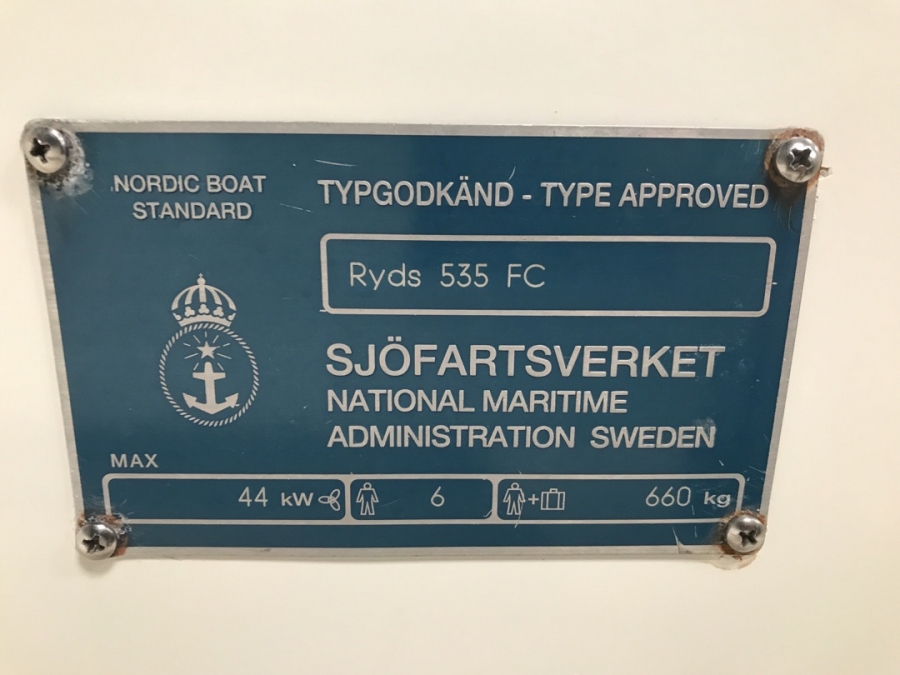 NORDIC BOAT
STANDARD
TYPGODKÄND - TYPE APPROVED
Ryds 535 FC
SJÖFARTSVERKET
NATIONAL MARITIME
ADMINISTRATION SWEDEN
MAX
44 kW 6 + 660 kg